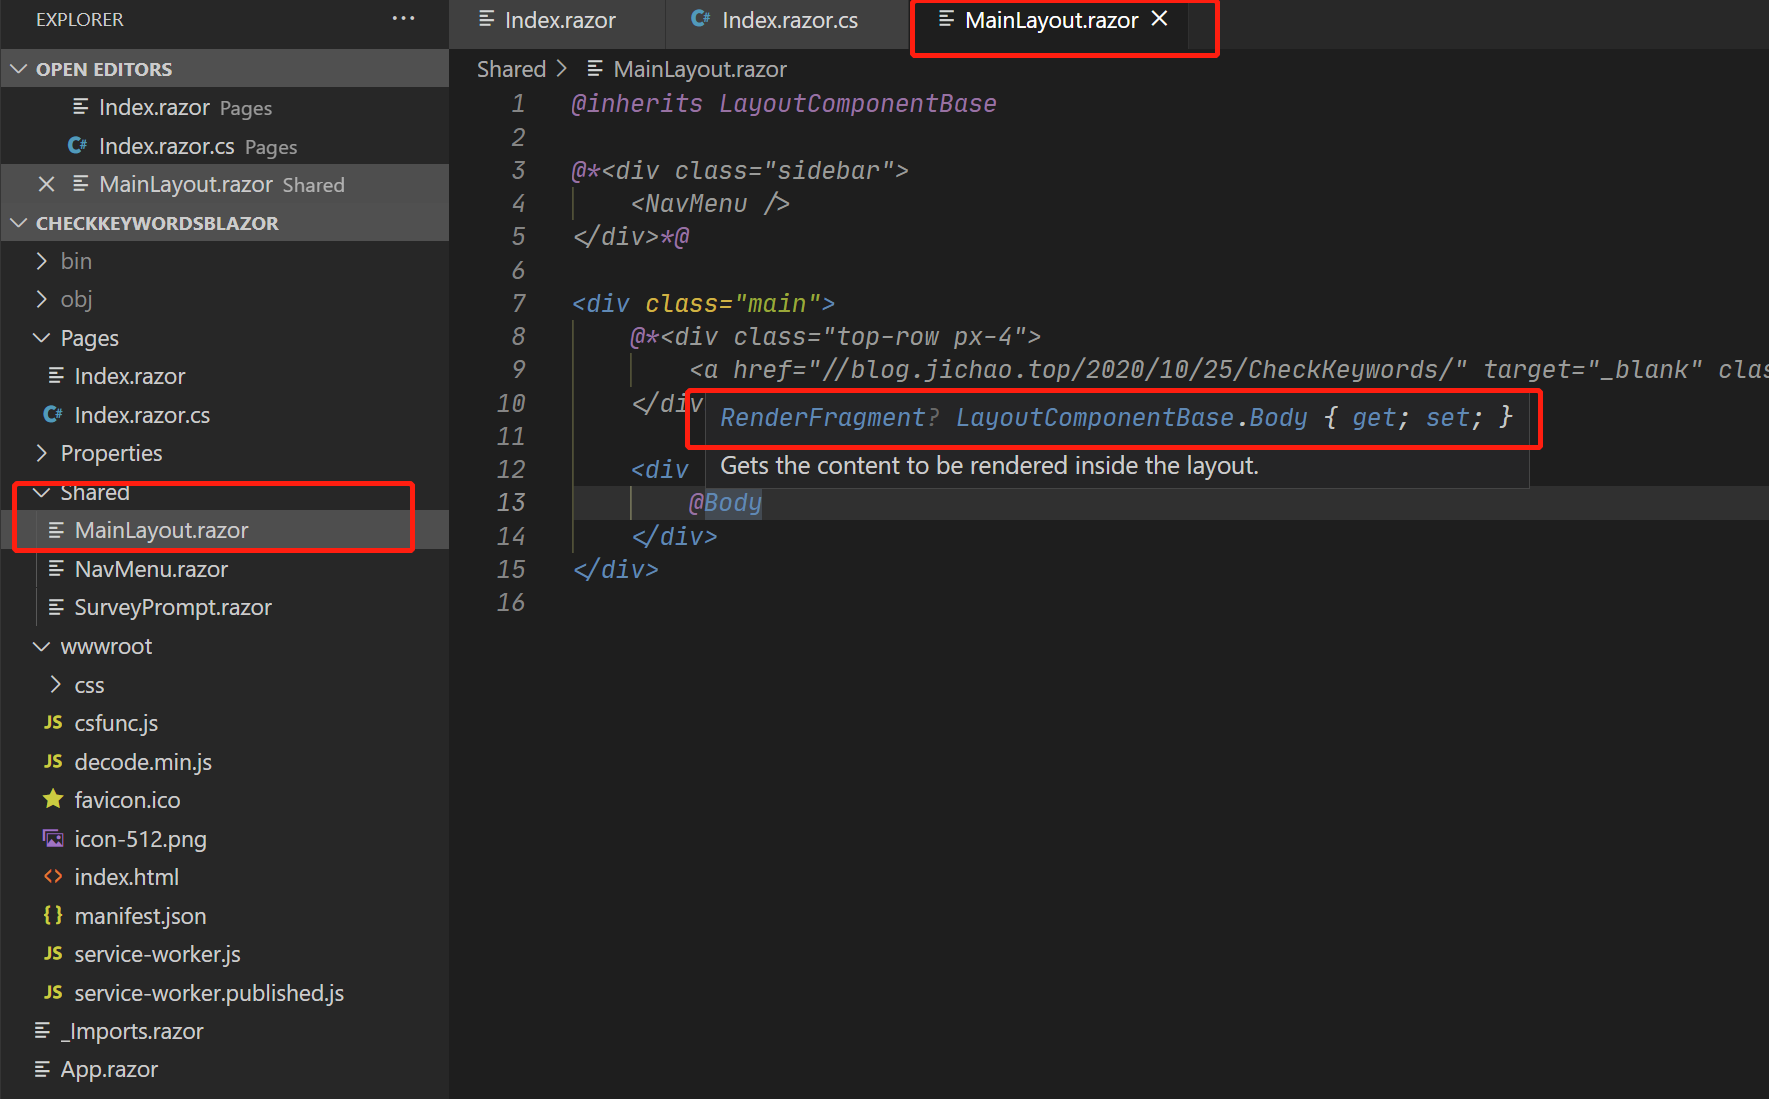 EXPLORER ···
OPEN EDITORS
Index.razor Pages
Index.razor.cs Pages
MainLayout.razor Shared
CHECKKEYWORDSBLAZOR
bin
obj
Pages
Index.razor
Index.razor.cs
Properties
Shared
MainLayout.razor
NavMenu.razor
SurveyPrompt.razor
wwwroot
css
JS csfunc.js
JS decode.min.js
favicon.ico
icon-512.png
<> index.html
{} manifest.json
JS service-worker.js
JS service-worker.published.js
_Imports.razor
App.razor
Index.razor Index.razor.cs MainLayout.razor
Shared > MainLayout.razor
1 @inherits LayoutComponentBase
2
3 @*<div class="sidebar">
4 <NavMenu />
5 </div>*@
6
7 <div class="main">
8 @*<div class="top-row px-4">
9 <a href="//blog.jichao.top/2020/10/25/CheckKeywords/" target="_blank" clas
10 </div
RenderFragment? LayoutComponentBase.Body { get; set; }
11
Gets the content to be rendered inside the layout.
12 <div
13 @Body
14 </div>
15 </div>
16